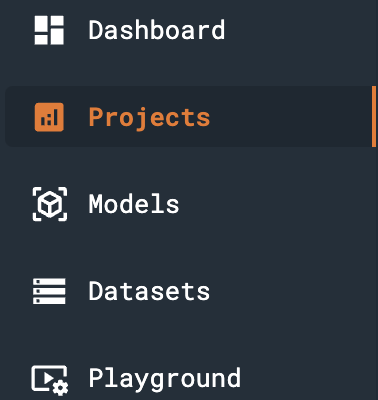 Dashboard
Projects
Models
Datasets
Playground